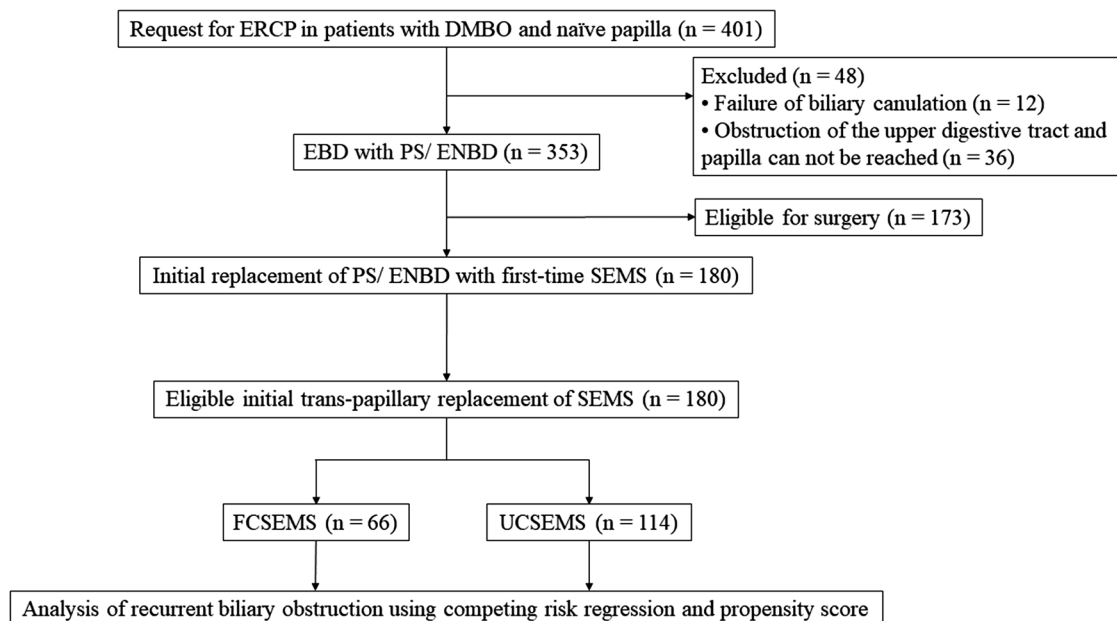 Request for ERCP in patients with DMBO and naïve papilla (n = 401)
Excluded (n = 48)
• Failure of biliary canulation (n = 12)
• Obstruction of the upper digestive tract and
papilla can not be reached (n = 36)
EBD with PS/ ENBD (n = 353)
Eligible for surgery (n = 173)
Initial replacement of PS/ ENBD with first-time SEMS (n = 180)
Eligible initial trans-papillary replacement of SEMS (n = 180)
FCSEMS (n = 66)
UCSEMS (n = 114)
Analysis of recurrent biliary obstruction using competing risk regression and propensity score